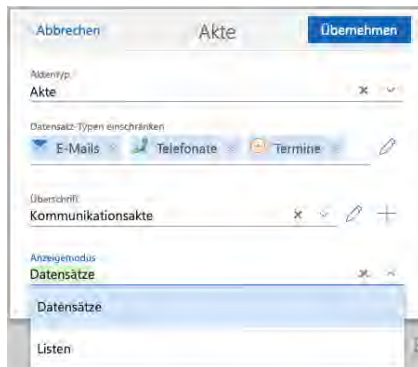 Abbrechen Akte Übernehmen
Aktentyp
Akte
Datensatz-Typen einschränken
E-Mails Telefonate Termine
Überschrift
Kommunikationsakte
Anzeigemodus
Datensätze
Datensätze
Listen